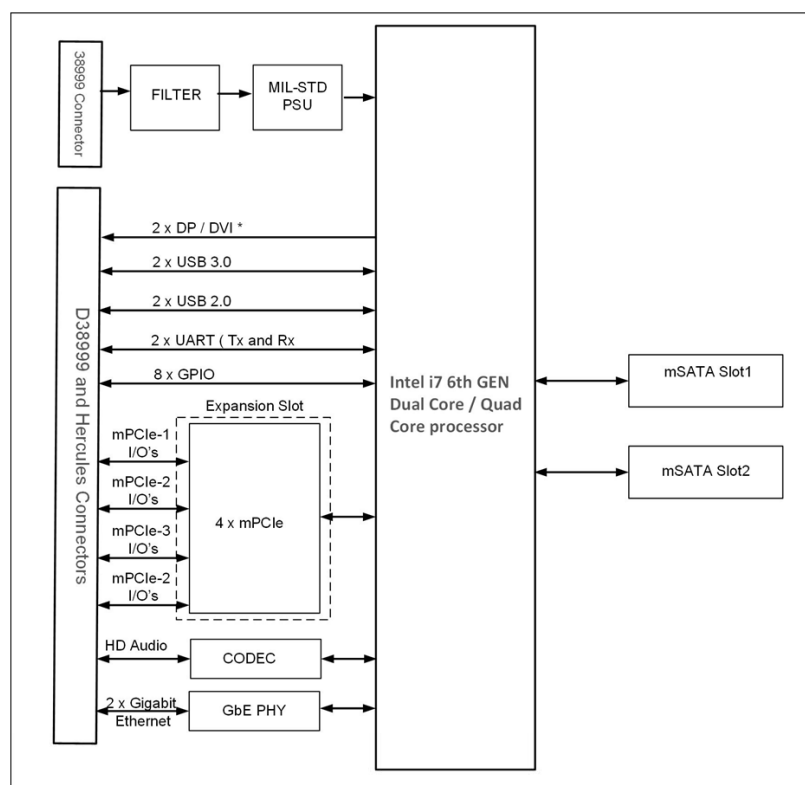 38999 Connector
FILTER
MIL-STD
PSU
D38999 and Hercules Connectors
2 x DP / DVI *
2 x USB 3.0
2 x USB 2.0
2 x UART ( Tx and Rx
8 x GPIO
Expansion Slot
mPCIe-1
I/O's
mPCIe-2
I/O's
mPCIe-3
I/O's
mPCIe-2
I/O's
4 x mPCIe
HD Audio
CODEC
2 x Gigabit
Ethernet
GbE PHY
Intel i7 6th GEN
Dual Core / Quad
Core processor
mSATA Slot1
mSATA Slot2